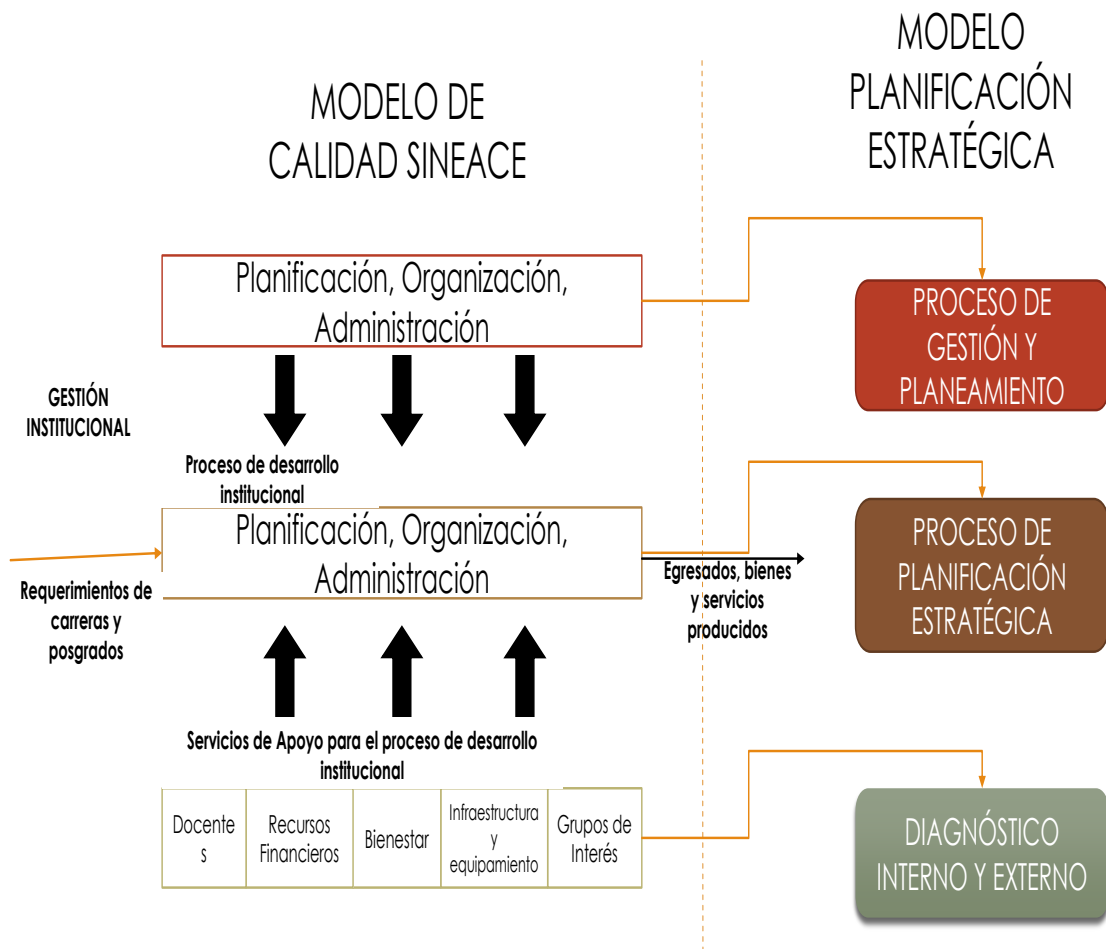 MODELO DE
CALIDAD SINEACE
MODELO
PLANIFICACIÓN
ESTRATÉGICA
Planificación, Organización,
Administración
PROCESO DE
GESTIÓN Y
PLANEAMIENTO
GESTIÓN
INSTITUCIONAL
Proceso de desarrollo
institucional
Planificación, Organización,
Administración
Requerimientos de
carreras y
posgrados
Egresados, bienes
y servicios
producidos
PROCESO DE
PLANIFICACIÓN
ESTRATÉGICA
Servicios de Apoyo para el proceso de desarrollo
institucional
Docente
s
Recursos
Financieros
Bienestar
Infraestructura
y
equipamiento
Grupos de
Interés
DIAGNÓSTICO
INTERNO Y EXTERNO